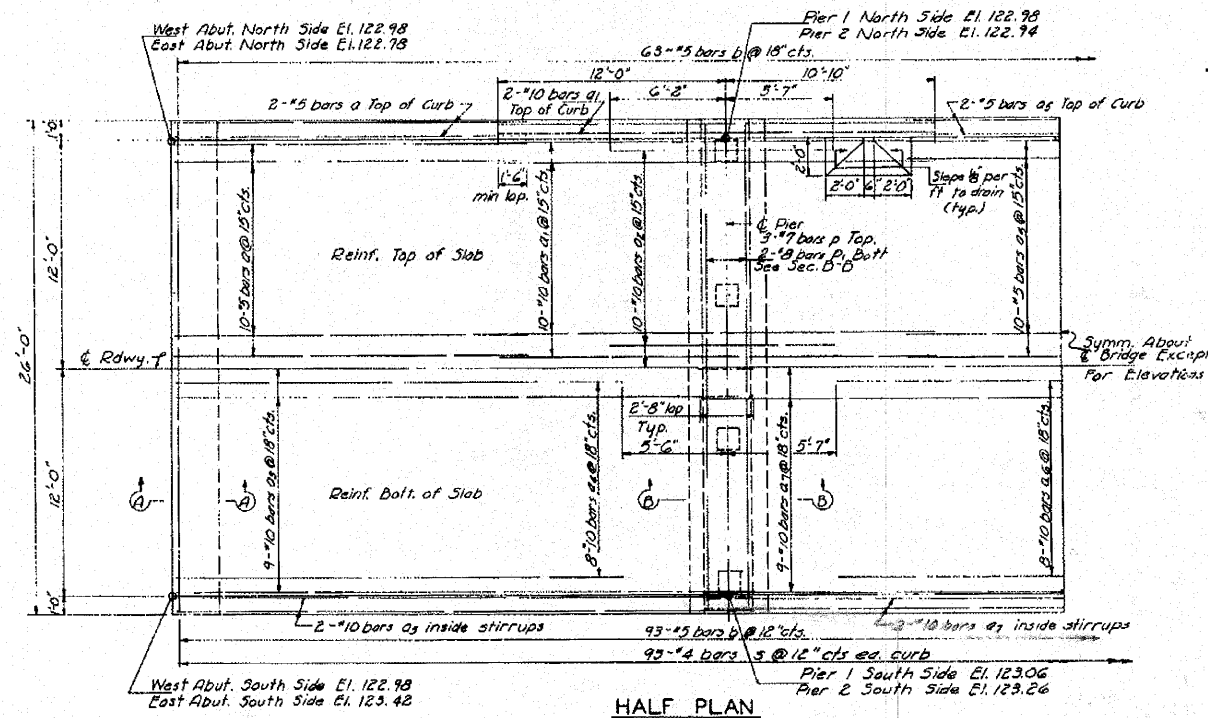 West Abut. North Side El. 122.98
East Abut. North Side El. 122.78
Pier 1 North Side El. 122.98
Pier 2 North Side El. 122.94
63-#5 bars b @ 18"cts.
12'-0"
10'-10"
2-#5 bars a Top of Curb
2-#10 bars a1
Top of Curb
6'-2"
5'-7"
2-#5 bars a5 Top of Curb
1'-0"
1'-6"
min lap.
2'-0"
2'-0"
6"
2'-0"
Slope ⅛" per
ft to drain
(typ.)
℄ Pier
3-#7 bars p Top.
2-#8 bars p1 Bott
See Sec. B-B
Reinf. Top of Slab
10-#5 bars a @ 15"cts.
10-#10 bars a1 @ 15"cts.
10-#10 bars a2 @ 15"cts.
10-#5 bars a5 @ 15"cts.
12'-0"
26'-0"
℄ Rdwy.
Symm. About
℄ Bridge Except
For Elevations
2'-8" lap
Typ.
5'-6"
5'-7"
12'-0"
A
A
B
B
Reinf. Bott. of Slab
9-#10 bars a3 @ 18"cts.
8-#10 bars a4 @ 18"cts.
9-#10 bars a7 @ 18"cts.
8-#10 bars a6 @ 18"cts.
1'-0"
2-#10 bars a3 inside stirrups
2-#10 bars a7 inside stirrups
93-#5 bars b @ 12"cts.
93-#4 bars s @ 12"cts ea. curb
West Abut. South Side El. 122.98
East Abut. South Side El. 123.42
Pier 1 South Side El. 123.06
Pier 2 South Side El. 123.26
HALF PLAN